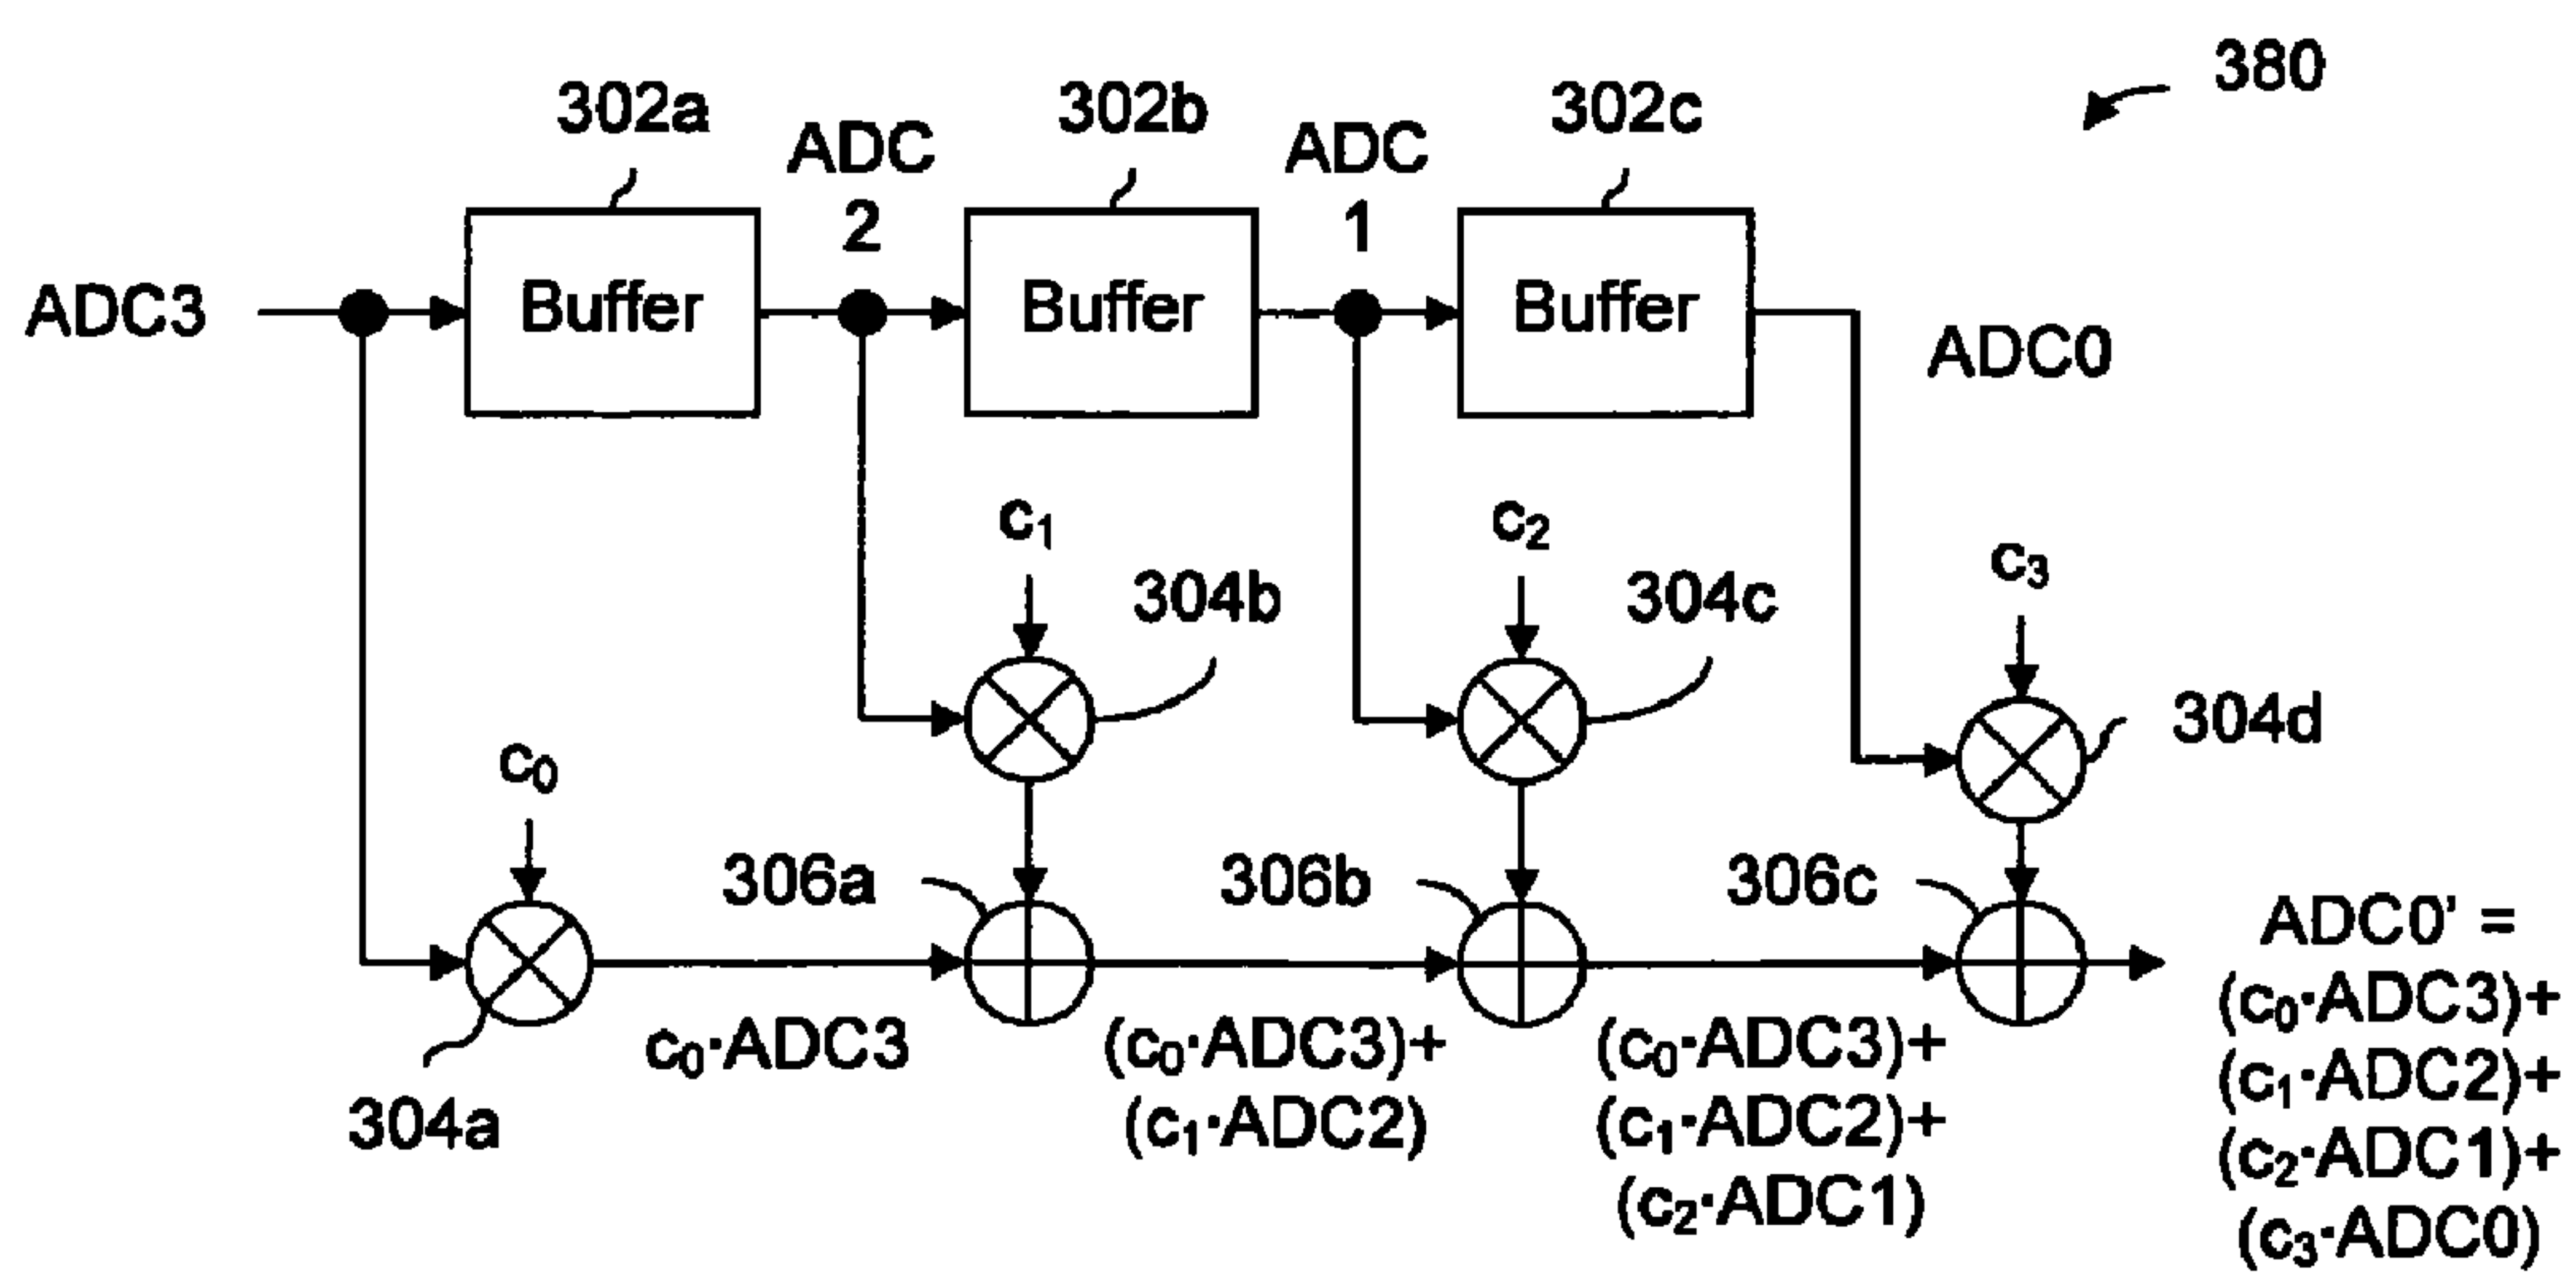 380
302a
302b
302c
ADC
2
ADC
1
ADC3
Buffer
Buffer
Buffer
ADC0
c₁
c₂
c₃
304b
304c
304d
c₀
306a
306b
306c
304a
c₀·ADC3
(c₀·ADC3)+
(c₁·ADC2)
(c₀·ADC3)+
(c₁·ADC2)+
(c₂·ADC1)
ADC0' =
(c₀·ADC3)+
(c₁·ADC2)+
(c₂·ADC1)+
(c₃·ADC0)